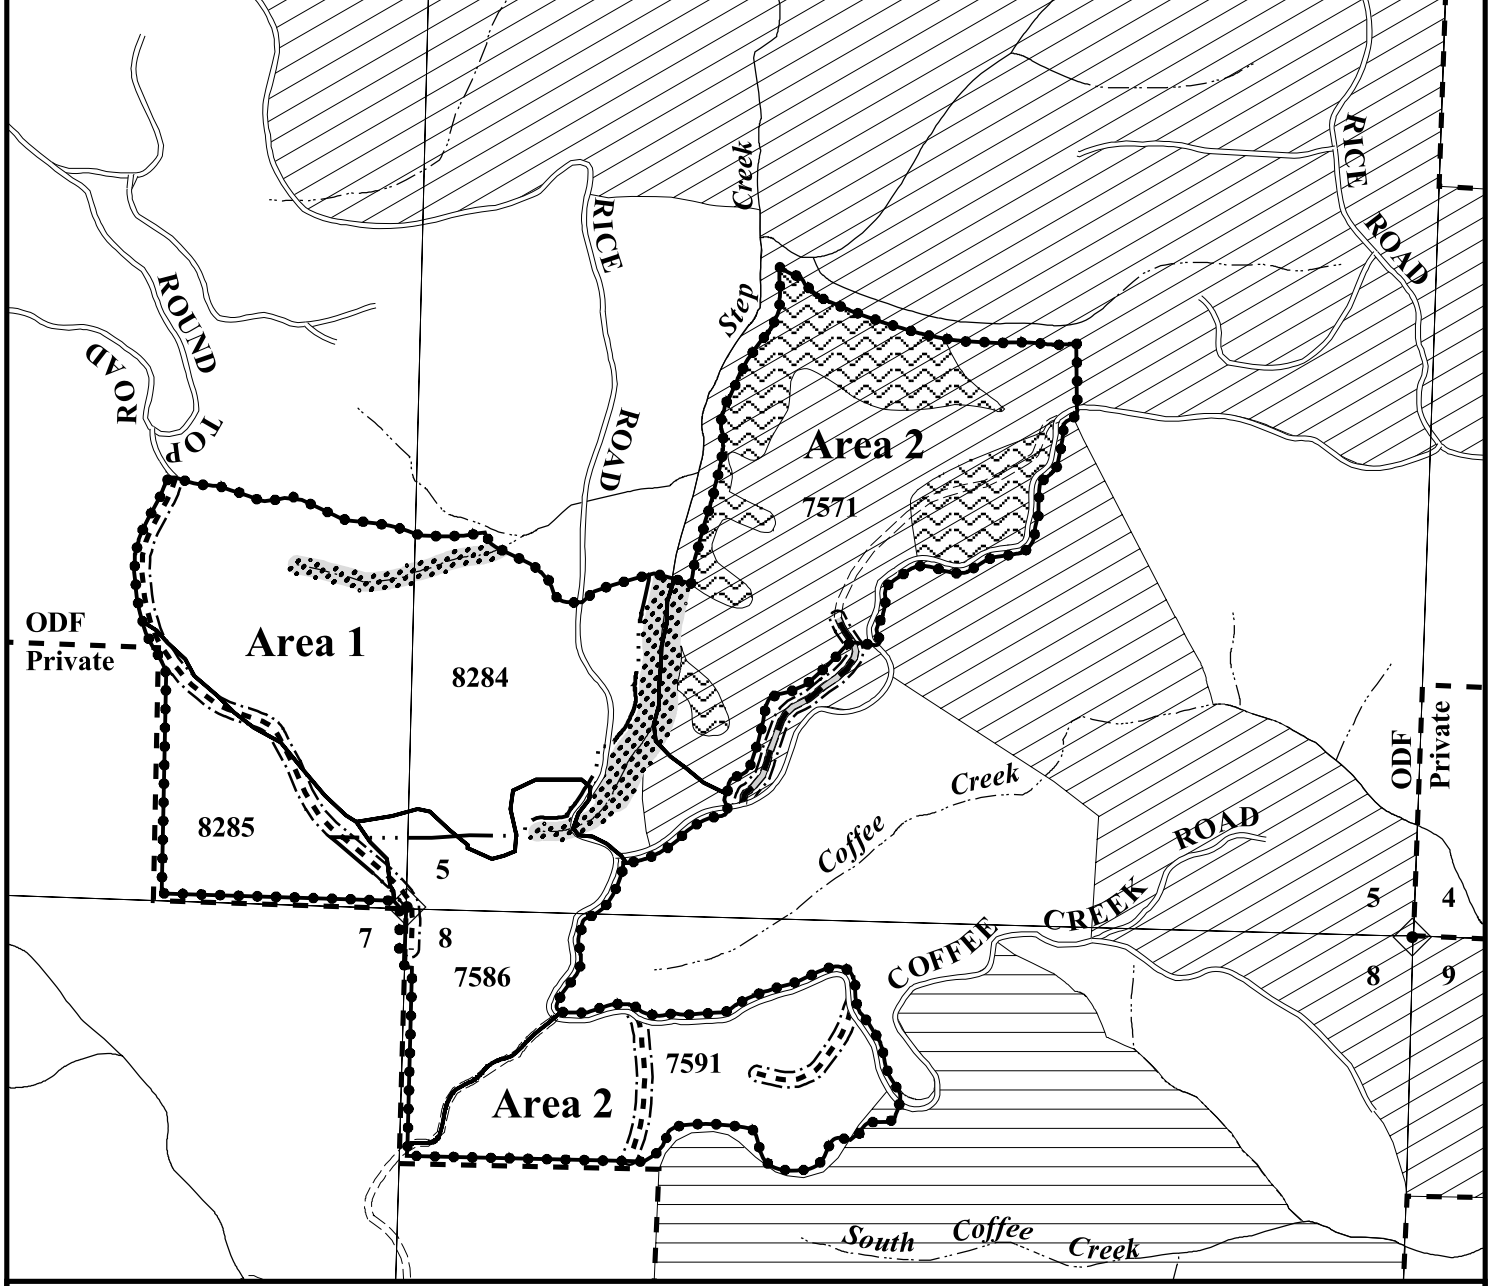 Creek
RICE
ROAD
RICE
ROUND
Step
ROAD
TOP
ROAD
Area 2
7571
ODF
Private
Area 1
8284
ODF
Private
Creek
8285
Coffee
ROAD
5
5
4
CREEK
7
8
COFFEE
7586
8
9
7591
Area 2
South Coffee Creek